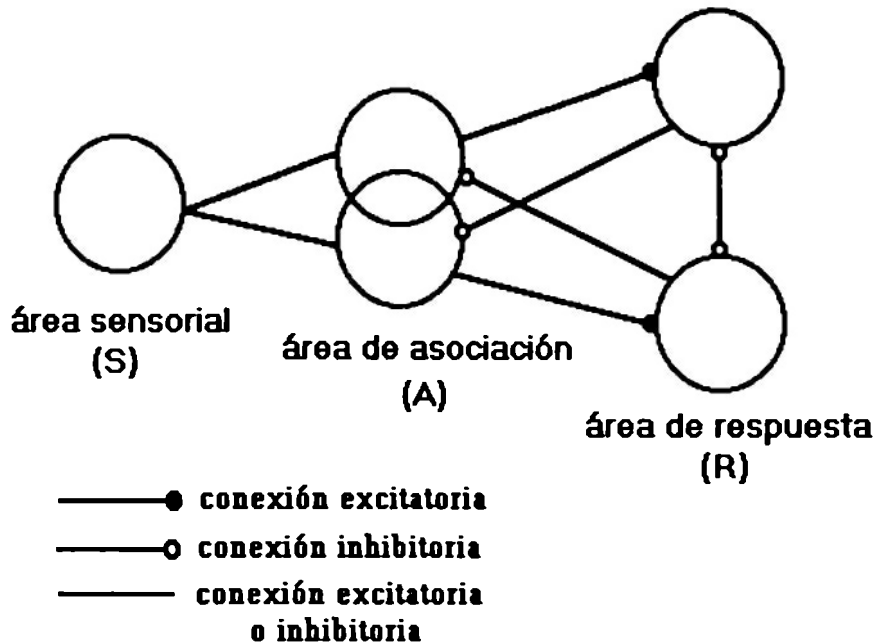 área sensorial
(S)
área de asociación
(A)
área de respuesta
(R)
conexión excitatoria
conexión inhibitoria
conexión excitatoria
o inhibitoria